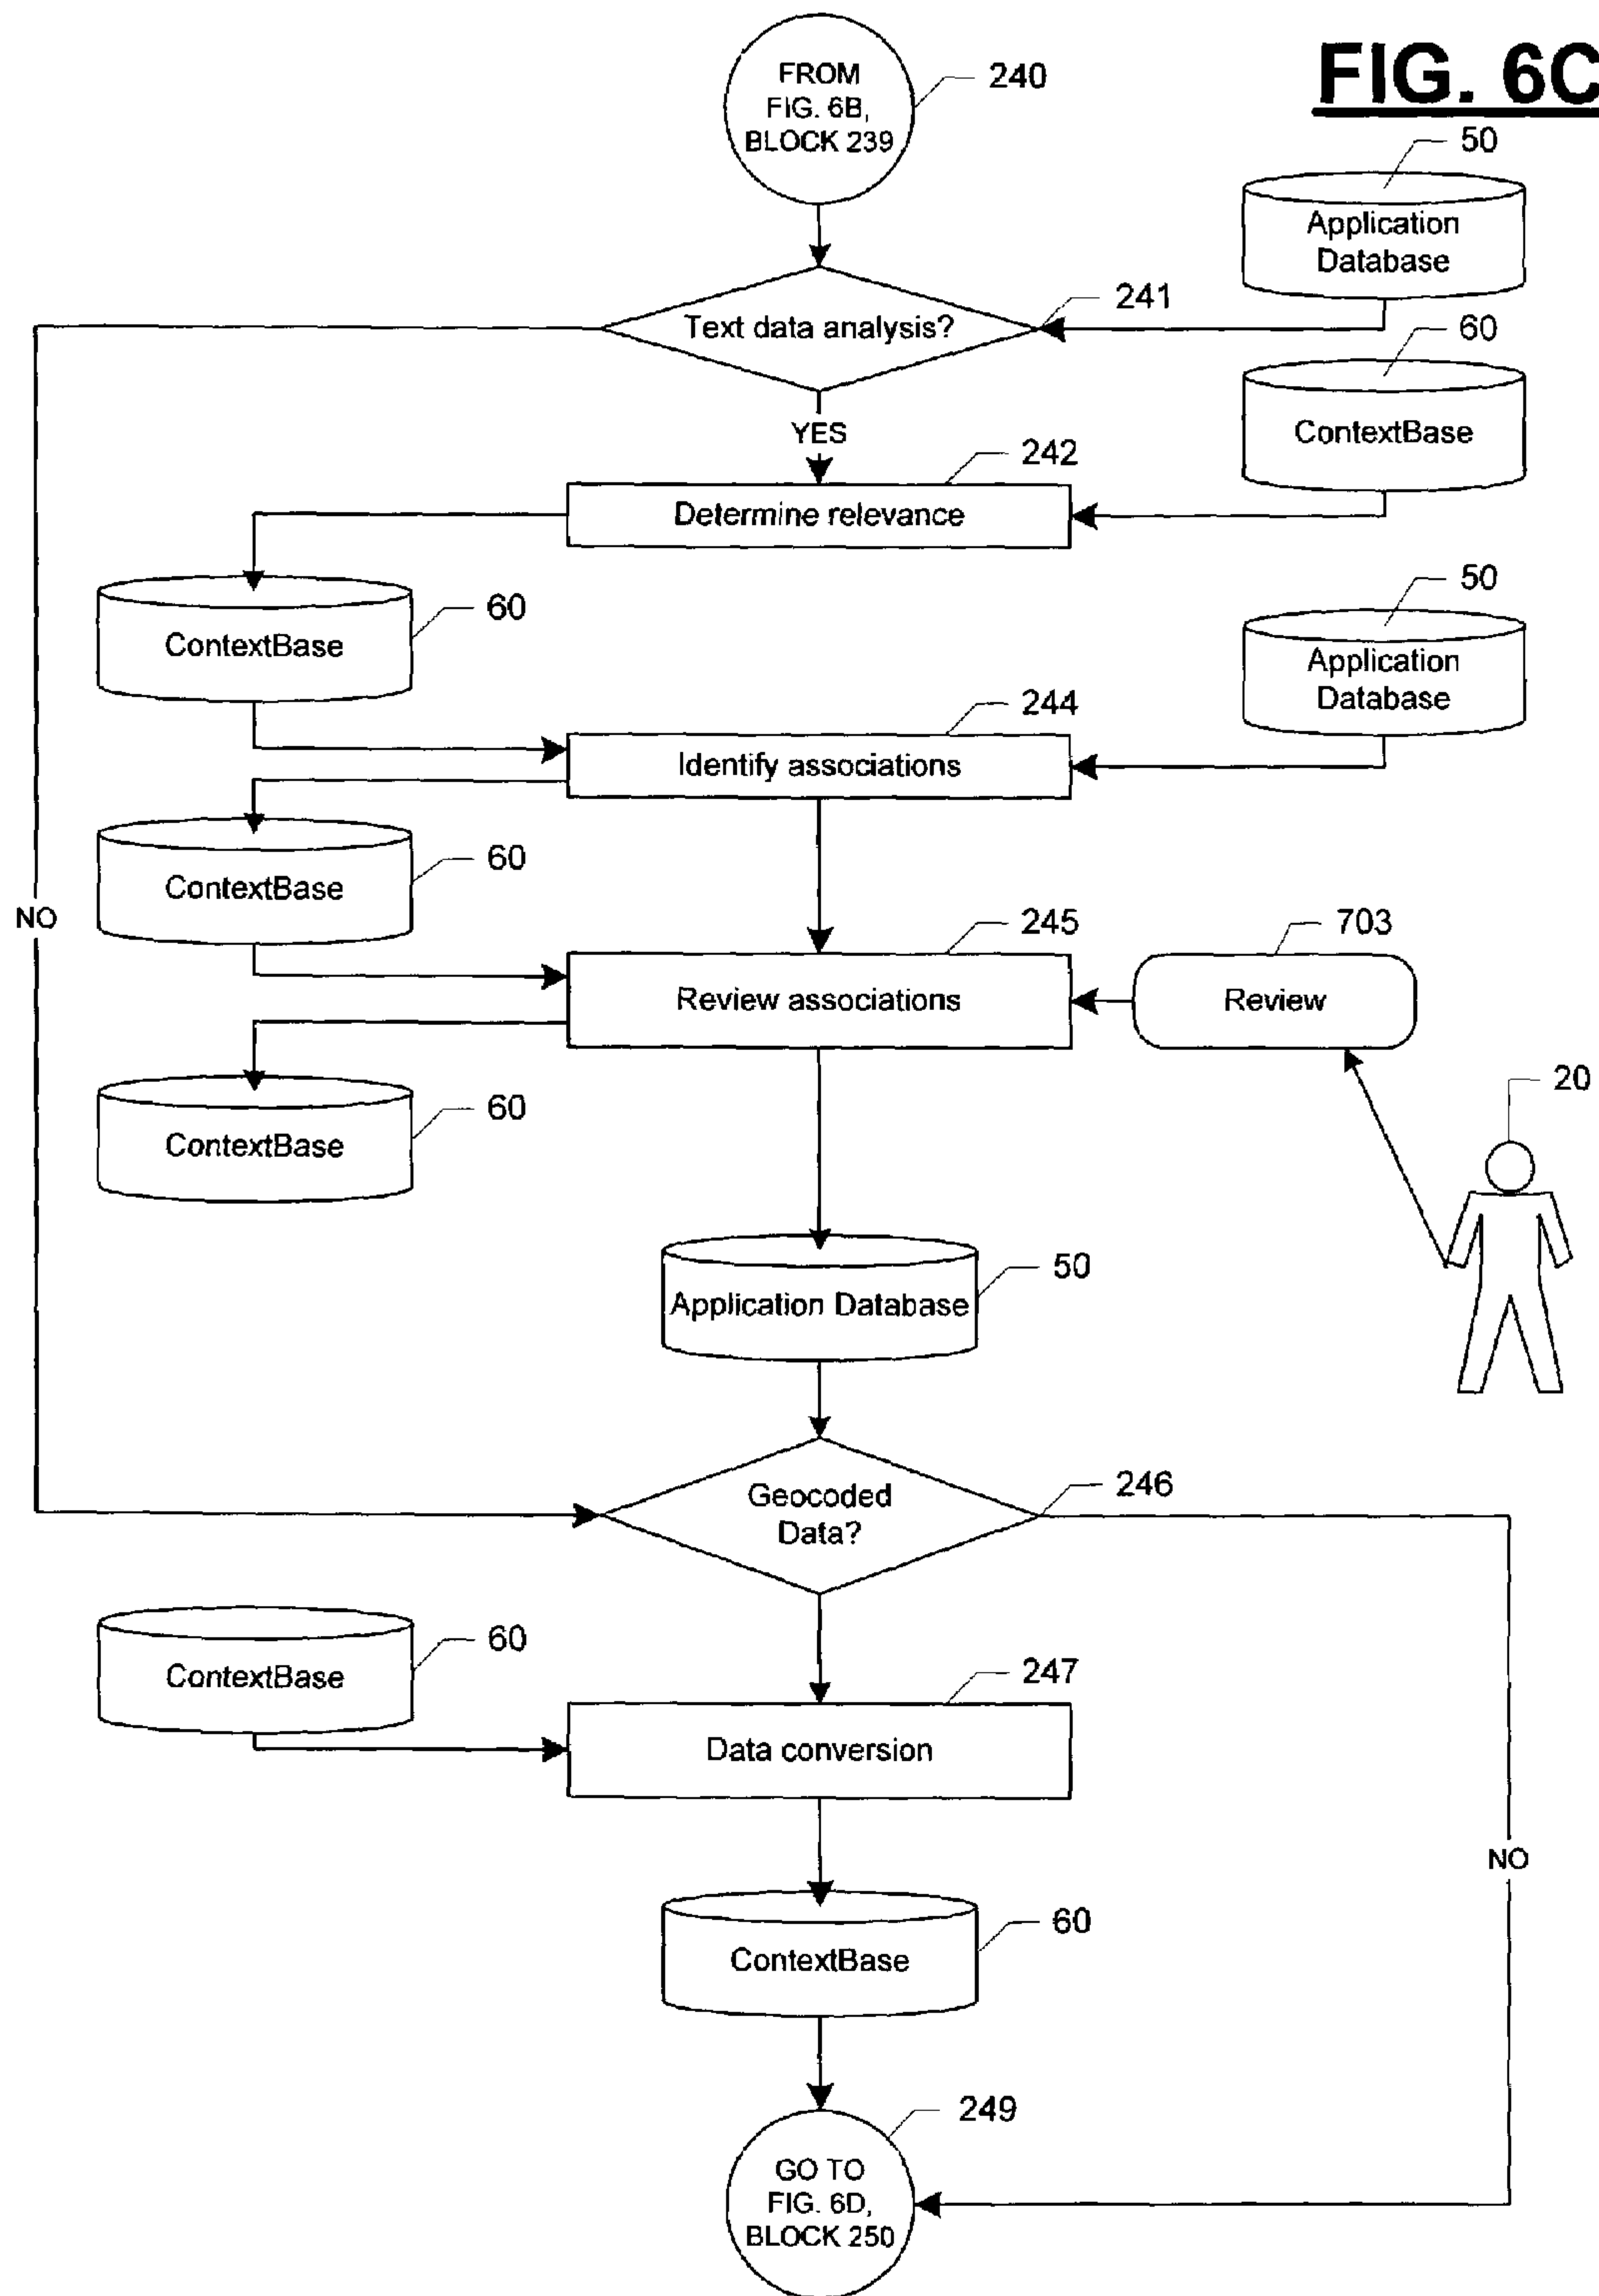 FIG. 6C
FROM
FIG. 6B,
BLOCK 239
240
50
Application
Database
Text data analysis?
241
60
ContextBase
YES
242
Determine relevance
ContextBase
60
50
Application
Database
244
Identify associations
ContextBase
60
NO
245
Review associations
703
Review
ContextBase
60
20
Application Database
50
Geocoded
Data?
246
ContextBase
60
247
Data conversion
NO
ContextBase
60
249
GO TO
FIG. 6D,
BLOCK 250